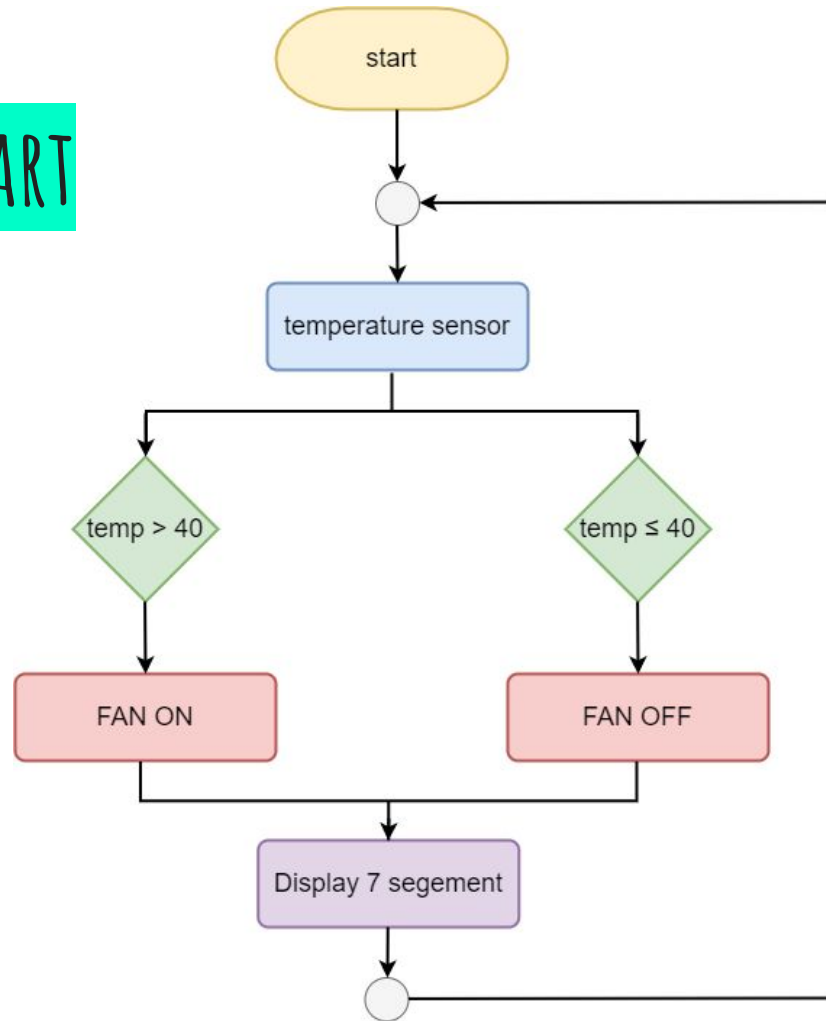 start
ART
temperature sensor
temp > 40
temp ≤ 40
FAN ON
FAN OFF
Display 7 segement